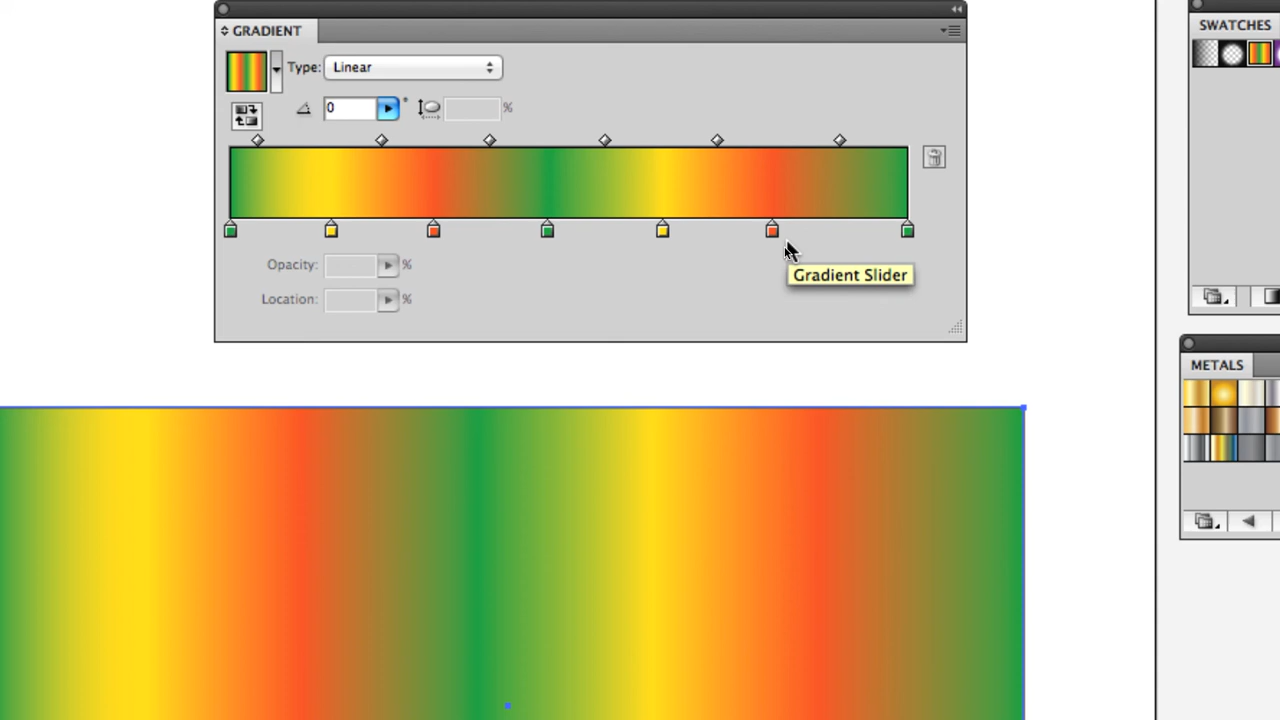 GRADIENT
Type: Linear
0 ° %
Opacity: %
Location: %
Gradient Slider
SWATCHES
METALS